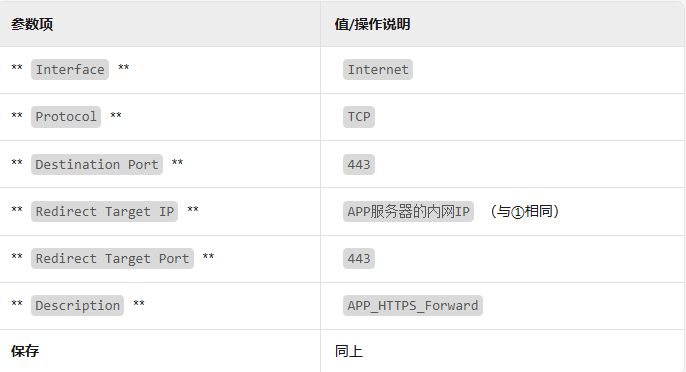 参数项 值/操作说明
** Interface ** Internet
** Protocol ** TCP
** Destination Port ** 443
** Redirect Target IP ** APP服务器的内网IP （与①相同）
** Redirect Target Port ** 443
** Description ** APP_HTTPS_Forward
保存 同上